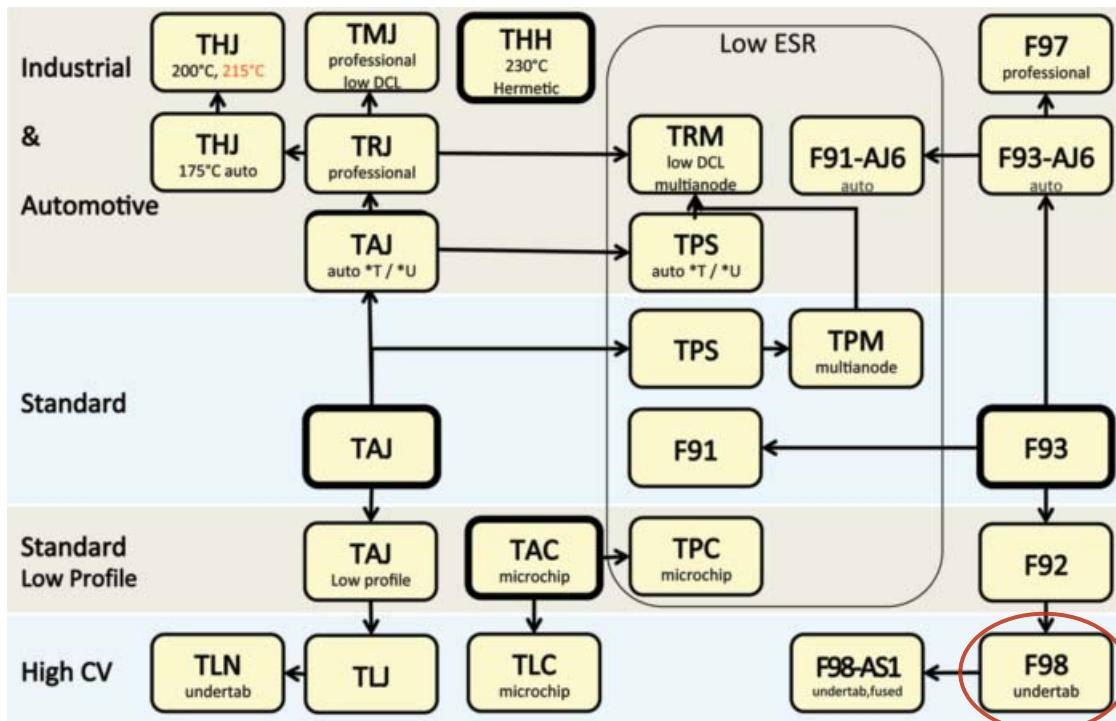 Industrial
&
Automotive
THJ
200°C, 215°C
TMJ
professional
low DCL
THH
230°C
Hermetic
Low ESR
F97
professional
THJ
175°C auto
TRJ
professional
TRM
low DCL
multianode
F91-AJ6
auto
F93-AJ6
auto
TAJ
auto *T / *U
TPS
auto *T / *U
Standard
TPS
TPM
multianode
TAJ
F91
F93
Standard
Low Profile
TAJ
Low profile
TAC
microchip
TPC
microchip
F92
High CV
TLN
undertab
TLJ
TLC
microchip
F98-AS1
undertab,fused
F98
undertab